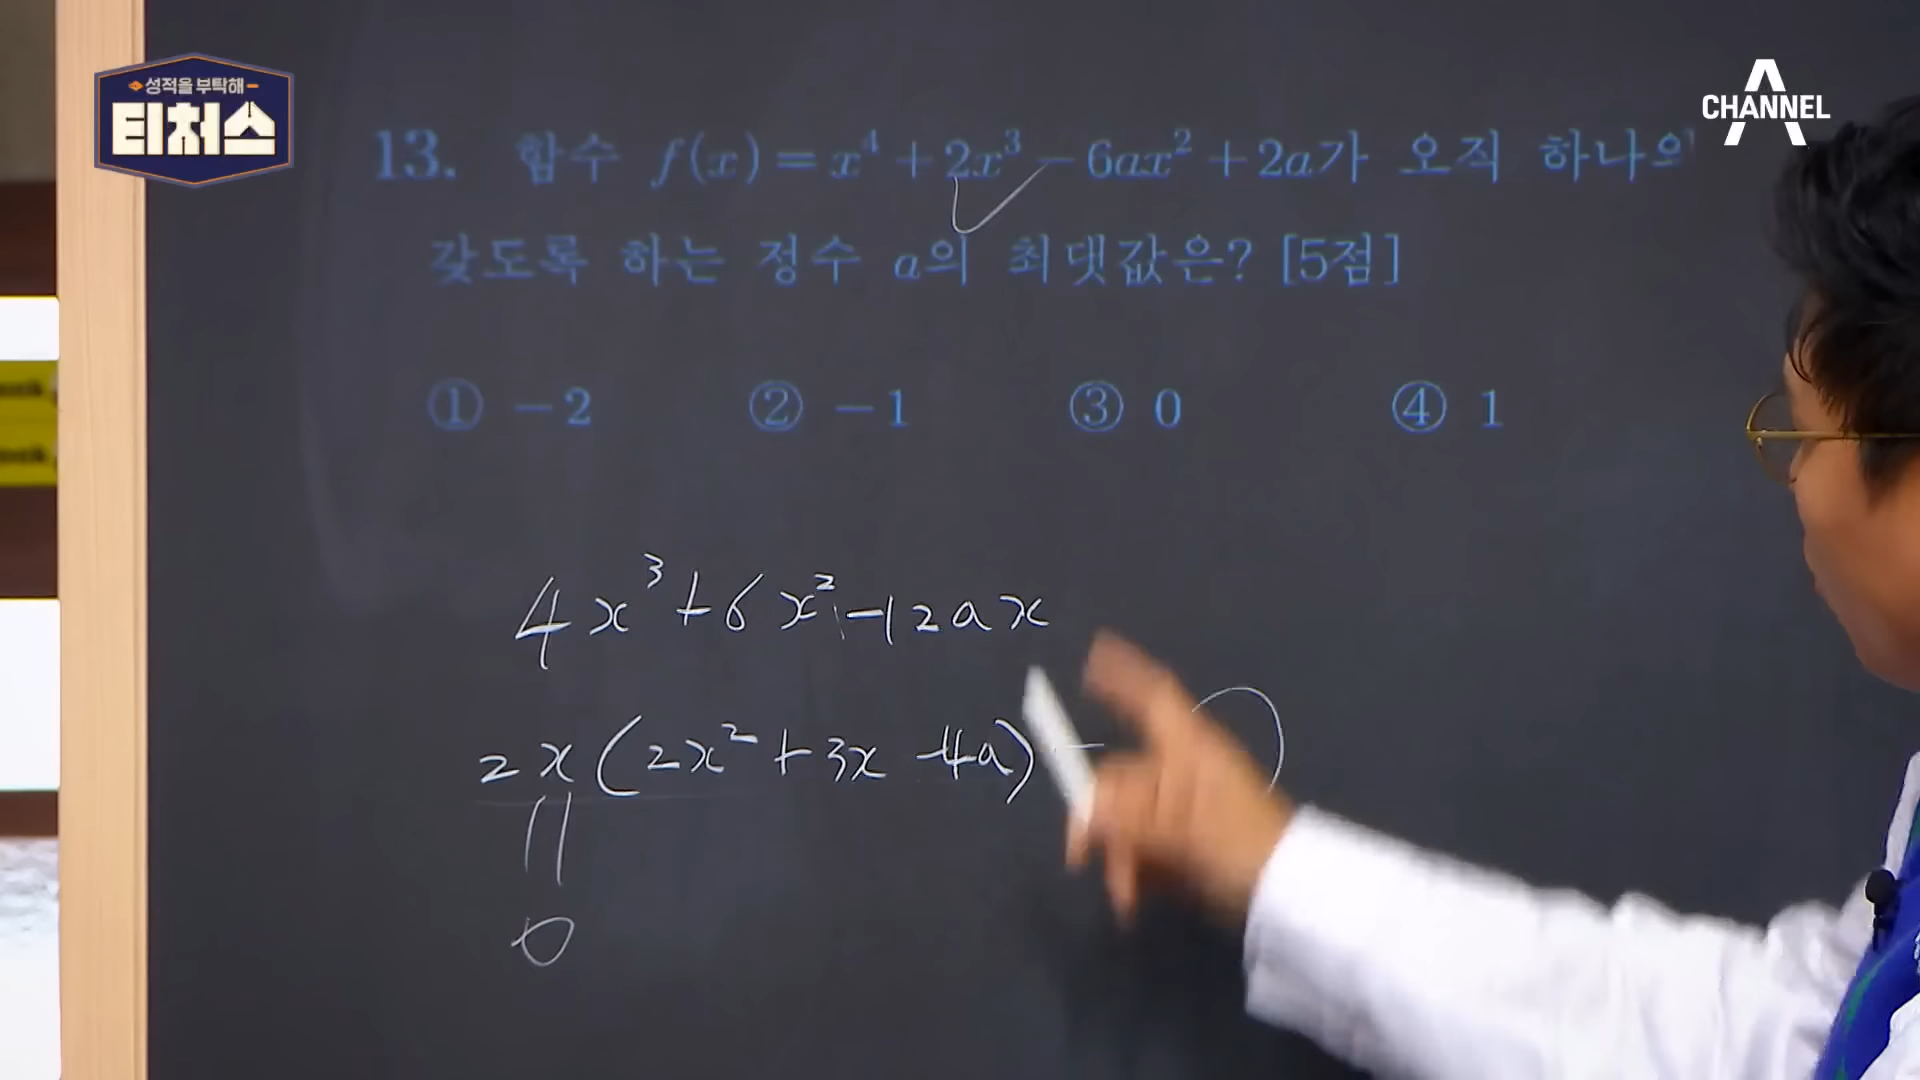 성적을 부탁해
티처스
CHANNEL A
13. 함수 f(x) = x⁴ + 2x³ - 6ax² + 2a가 오직 하나의
갖도록 하는 정수 a의 최댓값은? [5점]
① -2 ② -1 ③ 0 ④ 1
4x³+6x²-12ax
2x(2x²+3x-4a)
0